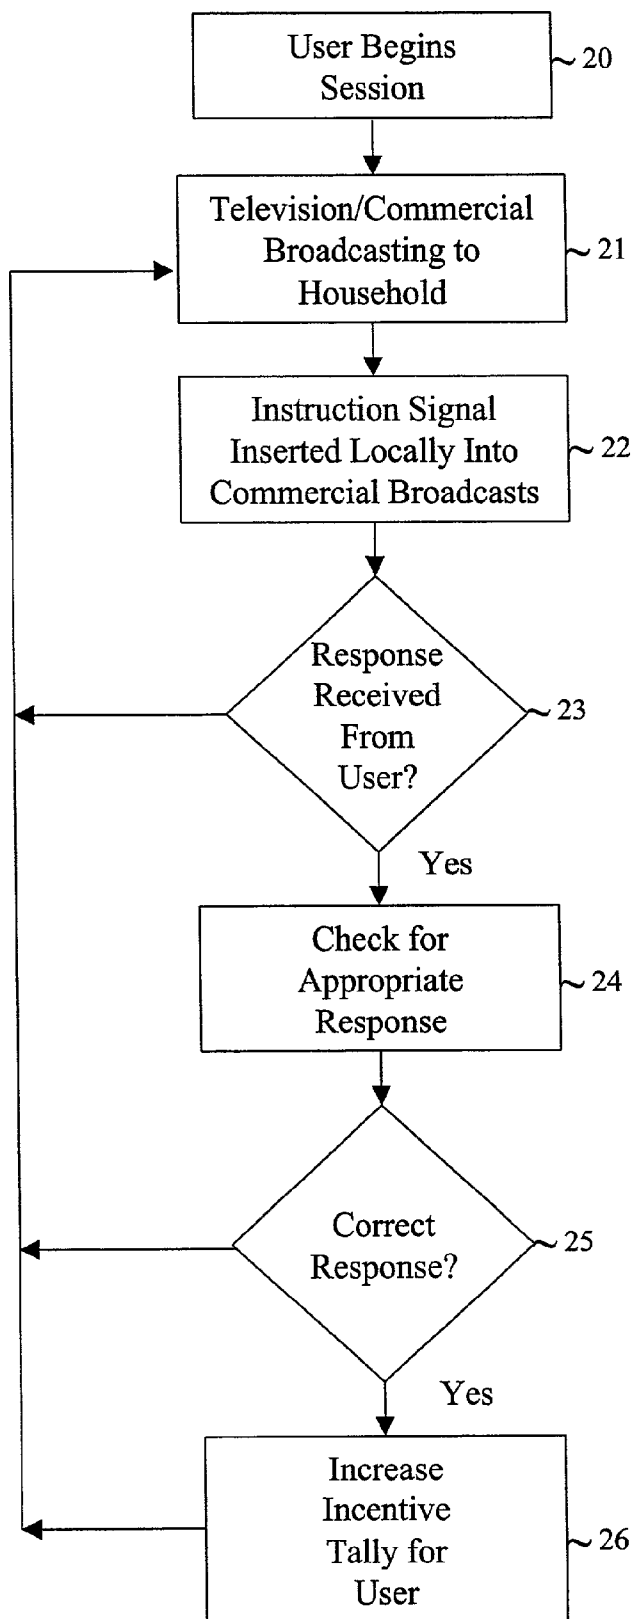 User Begins
Session
20
Television/Commercial
Broadcasting to
Household
21
Instruction Signal
Inserted Locally Into
Commercial Broadcasts
22
Response
Received
From
User?
23
Yes
Check for
Appropriate
Response
24
Correct
Response?
25
Yes
Increase
Incentive
Tally for
User
26